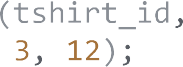 (tshirt_id,
3, 12);